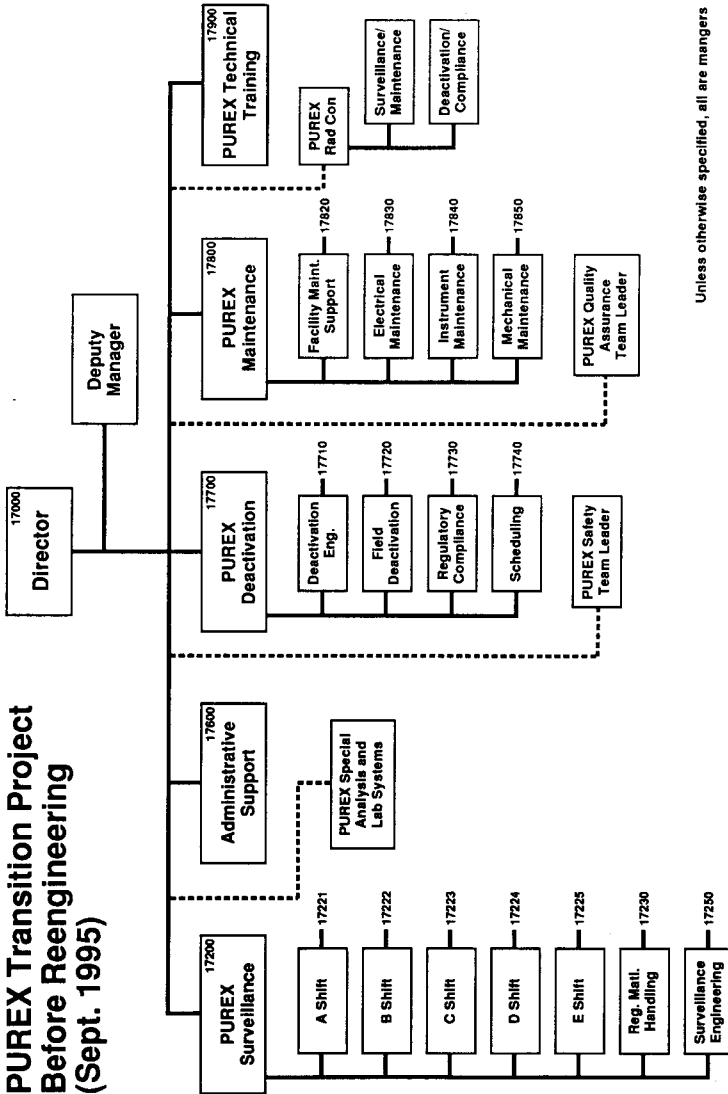 PUREX Transition Project
Before Reengineering
(Sept. 1995)
17000
Director
Deputy
Manager
17200
PUREX
Surveillance
A Shift
17221
B Shift
17222
C Shift
17223
D Shift
17224
E Shift
17225
Reg. Matl.
Handling
17230
Surveillance
Engineering
17250
17600
Administrative
Support
PUREX Special
Analysis and
Lab Systems
17700
PUREX
Deactivation
Deactivation
Eng.
17710
Field
Deactivation
17720
Regulatory
Compliance
17730
Scheduling
17740
PUREX Safety
Team Leader
17800
PUREX
Maintenance
Facility Maint.
Support
17820
Electrical
Maintenance
17830
Instrument
Maintenance
17840
Mechanical
Maintenance
17850
PUREX Quality
Assurance
Team Leader
17900
PUREX Technical
Training
PUREX
Rad Con
Surveillance/
Maintenance
Deactivation/
Compliance
Unless otherwise specified, all are mangers